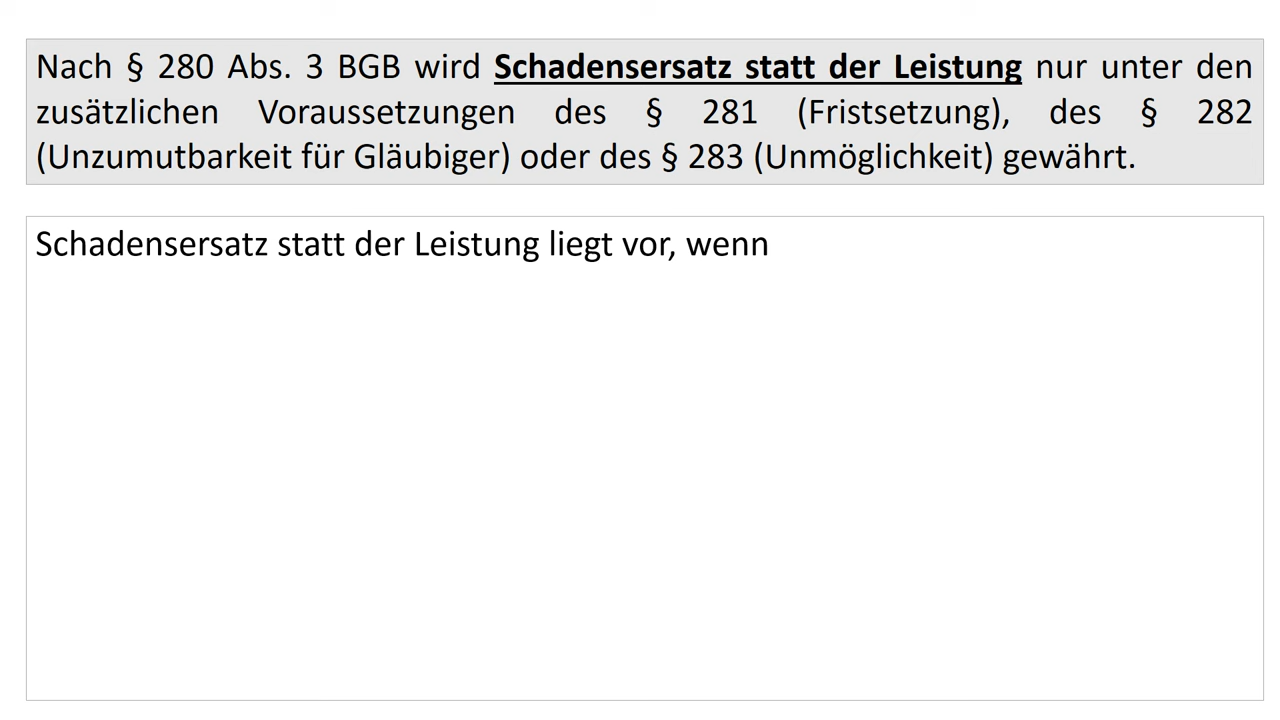 Nach § 280 Abs. 3 BGB wird Schadensersatz statt der Leistung nur unter den
zusätzlichen Voraussetzungen des § 281 (Fristsetzung), des § 282
(Unzumutbarkeit für Gläubiger) oder des § 283 (Unmöglichkeit) gewährt.
Schadensersatz statt der Leistung liegt vor, wenn